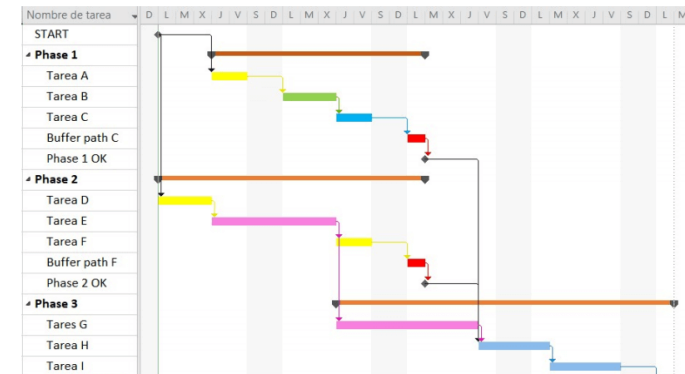 Nombre de tarea D L M X J V S D L M X J V S D L M X J V S D L M X J V S D L M
START
Phase 1
Tarea A
Tarea B
Tarea C
Buffer path C
Phase 1 OK
Phase 2
Tarea D
Tarea E
Tarea F
Buffer path F
Phase 2 OK
Phase 3
Tares G
Tarea H
Tarea I